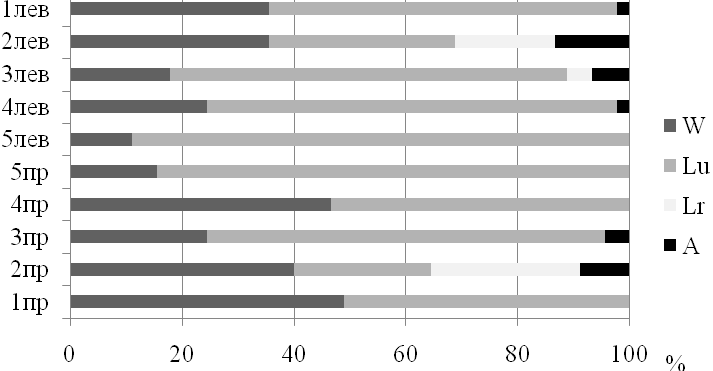 1лев
2лев
3лев
4лев
5лев
5пр
4пр
3пр
2пр
1пр
0 20 40 60 80 100 %
W
Lu
Lr
A